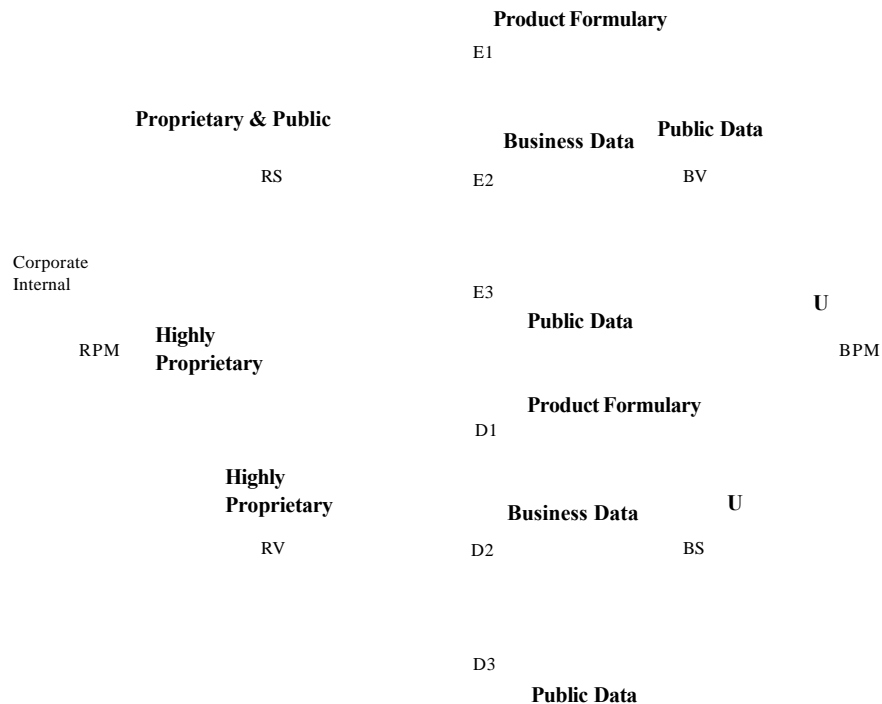 Product Formulary
E1
Proprietary & Public
Public Data
Business Data
RS
E2
BV
Corporate
Internal
E3
U
Public Data
Highly
Proprietary
RPM
BPM
Product Formulary
D1
Highly
Proprietary
U
Business Data
RV
D2
BS
D3
Public Data